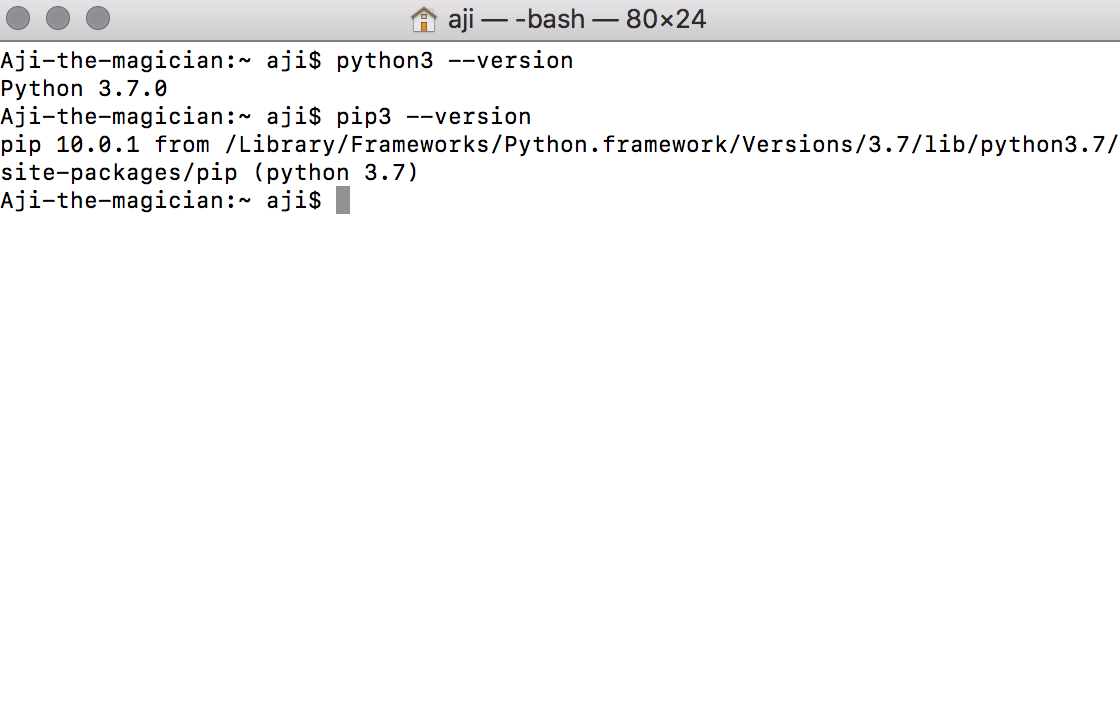 aji — -bash — 80×24
Aji-the-magician:~ aji$ python3 --version
Python 3.7.0
Aji-the-magician:~ aji$ pip3 --version
pip 10.0.1 from /Library/Frameworks/Python.framework/Versions/3.7/lib/python3.7/
site-packages/pip (python 3.7)
Aji-the-magician:~ aji$